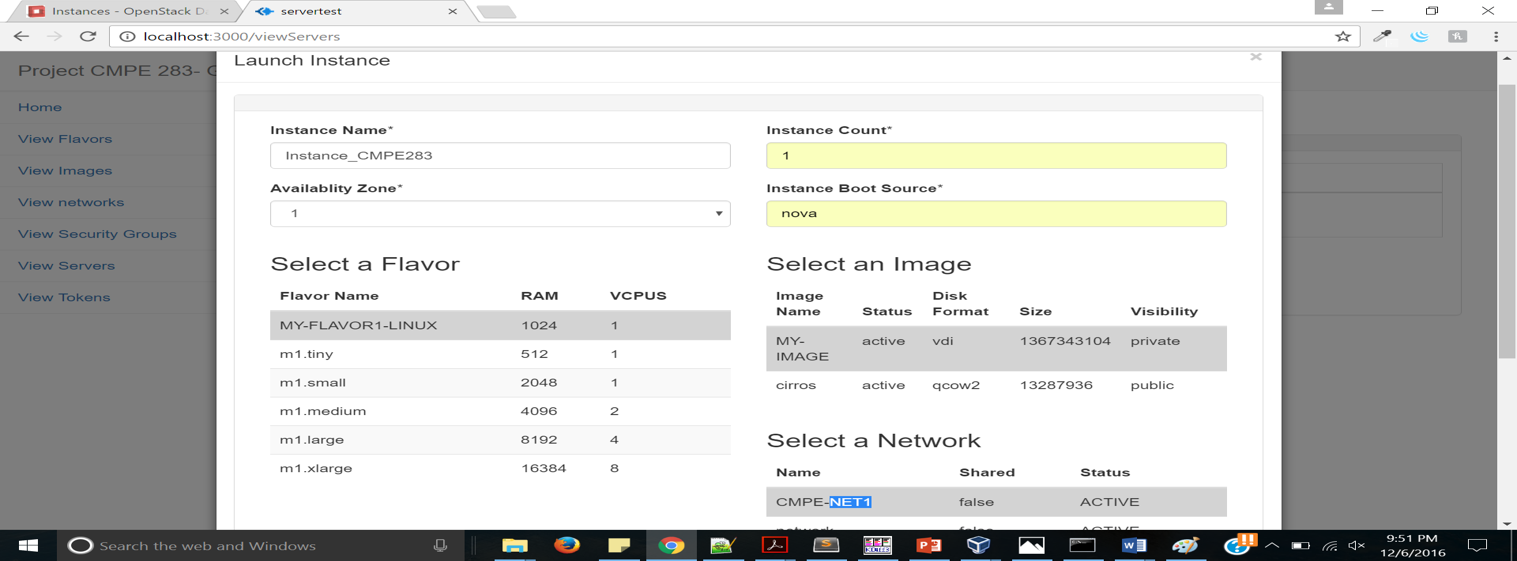 Instances - OpenStack D
servertest
localhost:3000/viewServers
Project CMPE 283- G
Launch Instance
Home
View Flavors
View Images
View networks
View Security Groups
View Servers
View Tokens
Instance Name*
Instance_CMPE283
Instance Count*
1
Availablity Zone*
1
Instance Boot Source*
nova
Select a Flavor
Flavor Name RAM VCPUS
MY-FLAVOR1-LINUX 1024 1
m1.tiny 512 1
m1.small 2048 1
m1.medium 4096 2
m1.large 8192 4
m1.xlarge 16384 8
Select an Image
Image Name Status Disk Format Size Visibility
MY-IMAGE active vdi 1367343104 private
cirros active qcow2 13287936 public
Select a Network
Name Shared Status
CMPE-NET1 false ACTIVE
network false ACTIVE
Search the web and Windows
9:51 PM
12/6/2016